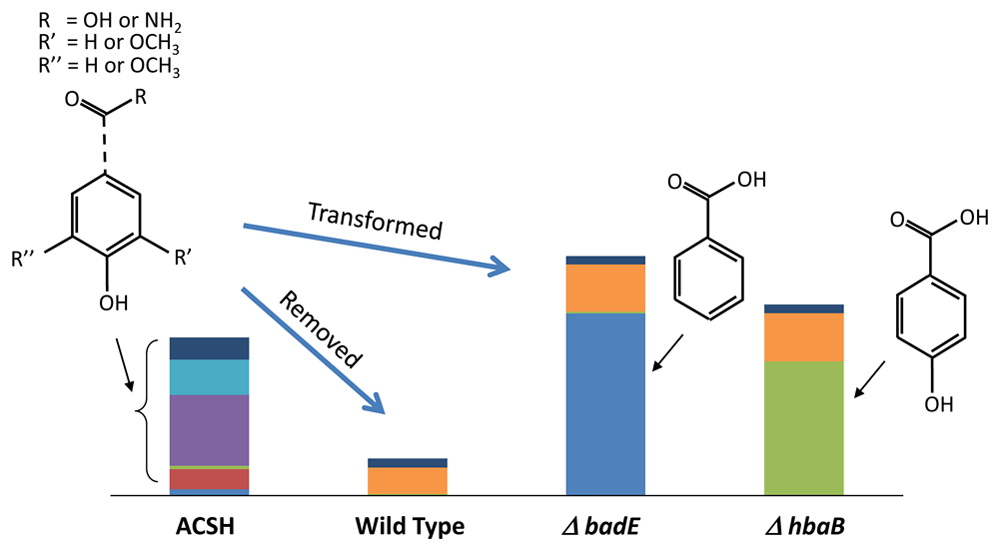 R = OH or NH₂
R’ = H or OCH₃
R’’ = H or OCH₃
O
R
R’’
R’
OH
Transformed
Removed
O
OH
O
OH
OH
ACSH
Wild Type
Δ badE
Δ hbaB